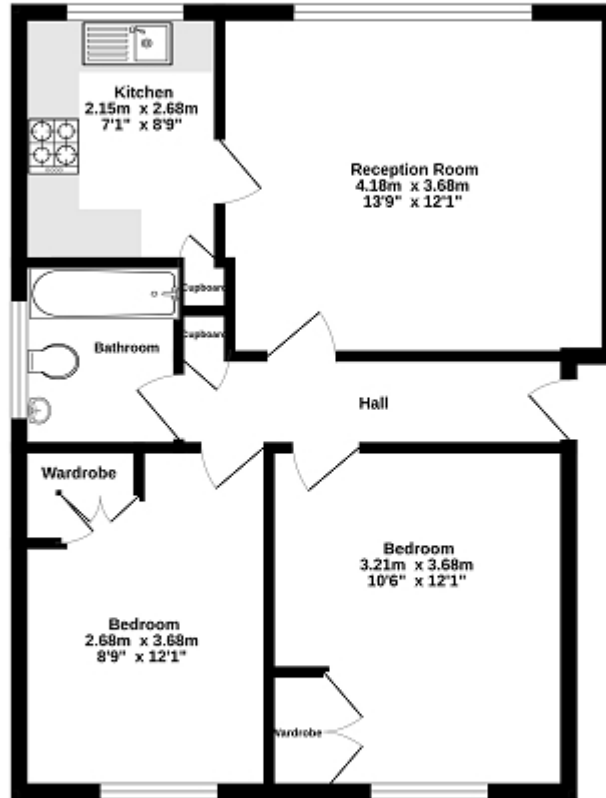 Kitchen
2.15m x 2.68m
7'1" x 8'9"
Reception Room
4.18m x 3.68m
13'9" x 12'1"
Cupboard
Cupboard
Bathroom
Hall
Wardrobe
Bedroom
3.21m x 3.68m
10'6" x 12'1"
Bedroom
2.68m x 3.68m
8'9" x 12'1"
Wardrobe